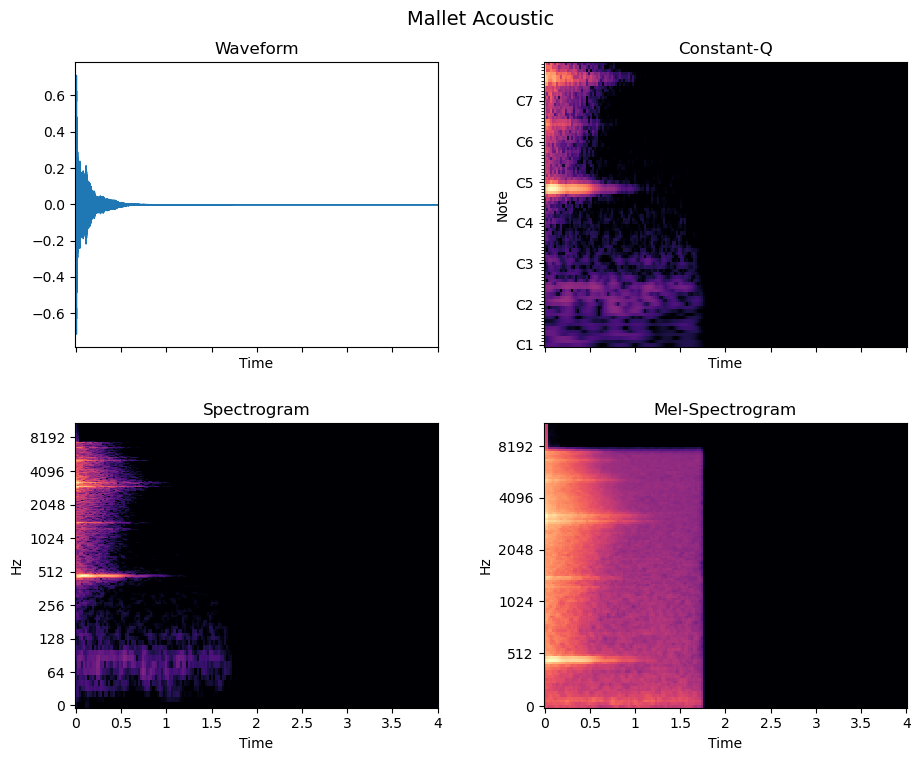 Mallet Acoustic
Waveform
0.6
0.4
0.2
0.0
−0.2
−0.4
−0.6
Time
Constant-Q
Note
C7
C6
C5
C4
C3
C2
C1
Time
Spectrogram
Hz
8192
4096
2048
1024
512
256
128
64
0
0 0.5 1 1.5 2 2.5 3 3.5 4
Time
Mel-Spectrogram
Hz
8192
4096
2048
1024
512
0
0 0.5 1 1.5 2 2.5 3 3.5 4
Time